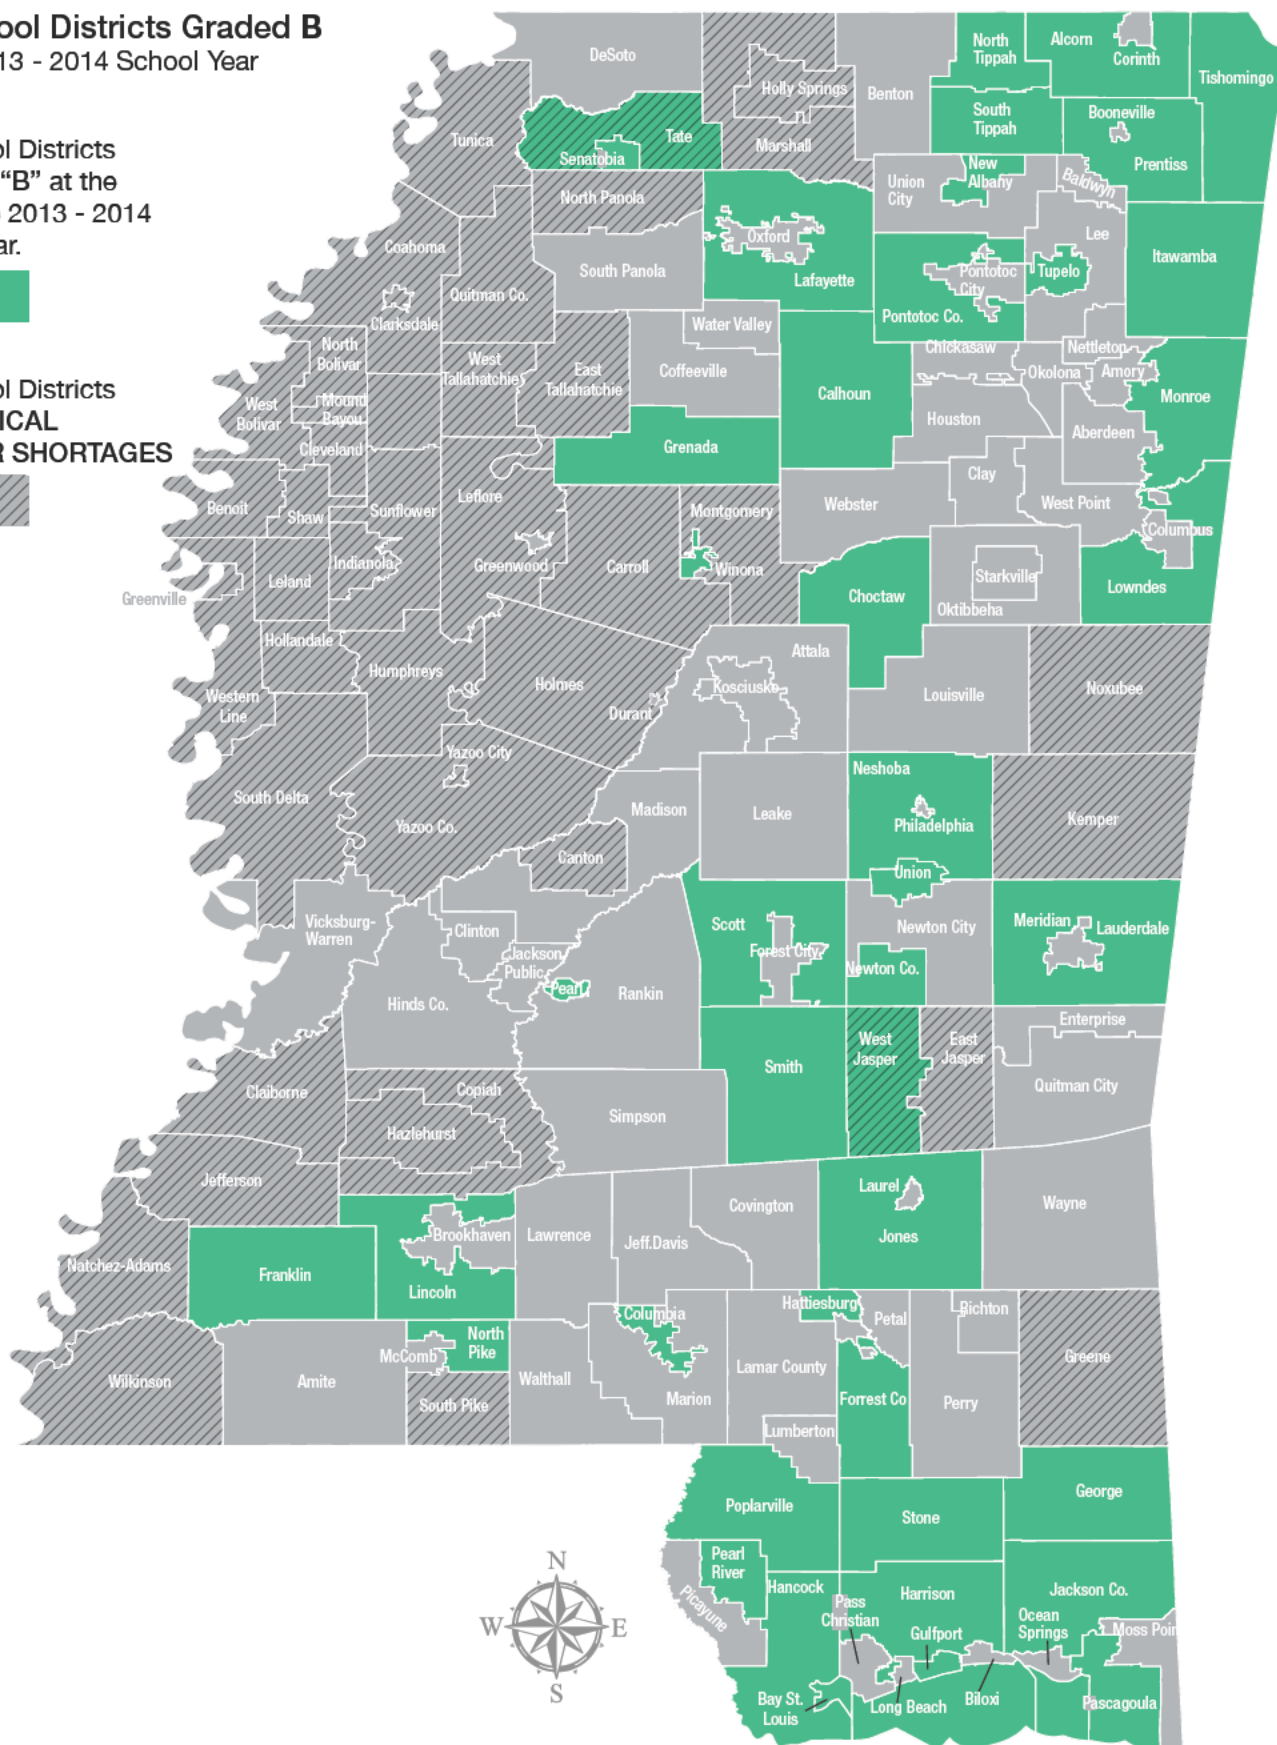 ool Districts Graded B
13 - 2014 School Year
ol Districts
“B” at the
2013 - 2014
ar.
ol Districts
ICAL
R SHORTAGES
DeSoto
Holly Springs
Benton
North
Tippah
Alcorn
Corinth
Tishomingo
Tunica
Senatobia
Tate
Marshall
South
Tippah
Booneville
Prentiss
North Panola
Union
City
New
Albany
Baldwyn
Coahoma
Quitman Co.
South Panola
Oxford
Lafayette
Pontotoc
City
Pontotoc Co.
Tupelo
Lee
Itawamba
Clarksdale
North
Bolivar
West
Tallahatchie
East
Tallahatchie
Water Valley
Coffeeville
Calhoun
Chickasaw
Okolona
Nettleton
Amory
Monroe
West
Bolivar
Mound
Bayou
Cleveland
Grenada
Houston
Aberdeen
Benoit
Shaw
Sunflower
Leflore
Montgomery
Webster
Clay
West Point
Columbus
Greenville
Leland
Indianola
Greenwood
Carroll
Winona
Choctaw
Starkville
Oktibbeha
Lowndes
Hollandale
Humphreys
Holmes
Durant
Attala
Kosciusko
Louisville
Noxubee
Western
Line
Yazoo City
South Delta
Yazoo Co.
Madison
Canton
Leake
Neshoba
Philadelphia
Kemper
Union
Vicksburg-
Warren
Clinton
Jackson
Public
Pearl
Hinds Co.
Rankin
Scott
Forest City
Newton City
Newton Co.
Meridian
Lauderdale
Claiborne
Copiah
Hazlehurst
Simpson
Smith
West
Jasper
East
Jasper
Enterprise
Quitman City
Jefferson
Natchez-Adams
Franklin
Brookhaven
Lincoln
Lawrence
Jeff.Davis
Covington
Laurel
Jones
Wayne
Wilkinson
Amite
McComb
North
Pike
South Pike
Walthall
Columbia
Marion
Lamar County
Lumberton
Hattiesburg
Petal
Forrest Co
Richton
Perry
Greene
Poplarville
Stone
George
Pearl
River
Picayune
Hancock
Pass
Christian
Harrison
Gulfport
Jackson Co.
Ocean
Springs
Moss Poin
Bay St.
Louis
Long Beach
Biloxi
Pascagoula
N
W
E
S